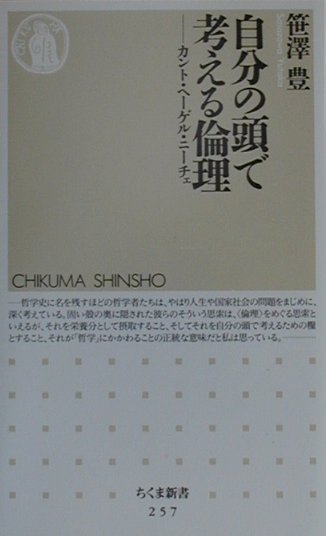 笹澤 豊
自分の頭で
考える倫理
――カント・ヘーゲル・ニーチェ
CHIKUMA SHINSHO
――哲学史に名を残すほどの哲学者たちは、やはり人生や国家社会の問題をまじめに、
深く考えている。固い殻の奥に隠された彼らのそういう思索は、〈倫理〉をめぐる思索と
いえるが、それを栄養分として摂取すること、そしてそれを自分の頭で考えるための糧
とすること、それが「哲学」にかかわることの正統な意味だと私は思っている。――
ちくま新書
257